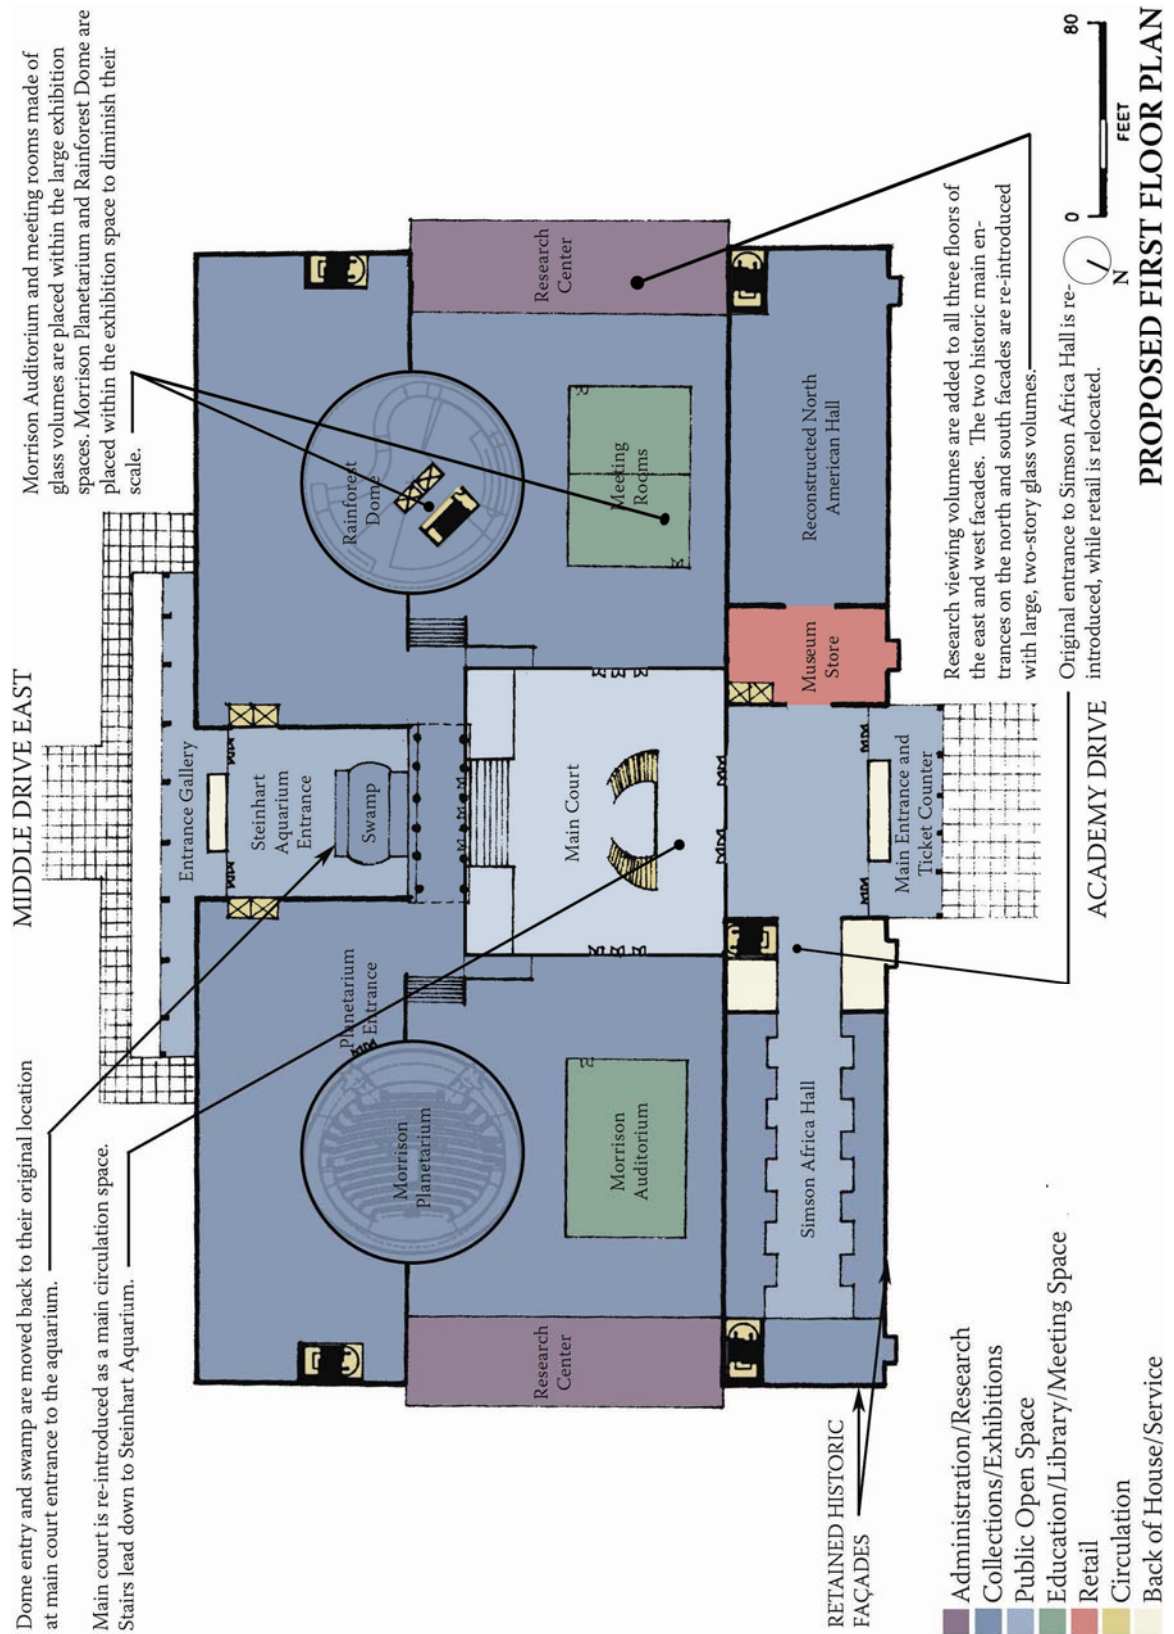 Dome entry and swamp are moved back to their original location
at main court entrance to the aquarium.
Main court is re-introduced as a main circulation space.
Stairs lead down to Steinhart Aquarium.
MIDDLE DRIVE EAST
Morrison Auditorium and meeting rooms made of
glass volumes are placed within the large exhibition
spaces. Morrison Planetarium and Rainforest Dome are
placed within the exhibition space to diminish their
scale.
Entrance Gallery
Steinhart
Aquarium
Entrance
Swamp
Planetarium
Entrance
Morrison
Planetarium
Rainforest
Dome
Research
Center
Morrison
Auditorium
Main Court
Meeting
Rooms
Research
Center
Simson Africa Hall
Main Entrance and
Ticket Counter
Museum
Store
Reconstructed North
American Hall
RETAINED HISTORIC
FAÇADES
ACADEMY DRIVE
Research viewing volumes are added to all three floors of
the east and west facades. The two historic main en-
trances on the north and south facades are re-introduced
with large, two-story glass volumes.
Original entrance to Simson Africa Hall is re-
introduced, while retail is relocated.
Administration/Research
Collections/Exhibitions
Public Open Space
Education/Library/Meeting Space
Retail
Circulation
Back of House/Service
N
0
80
FEET
PROPOSED FIRST FLOOR PLAN